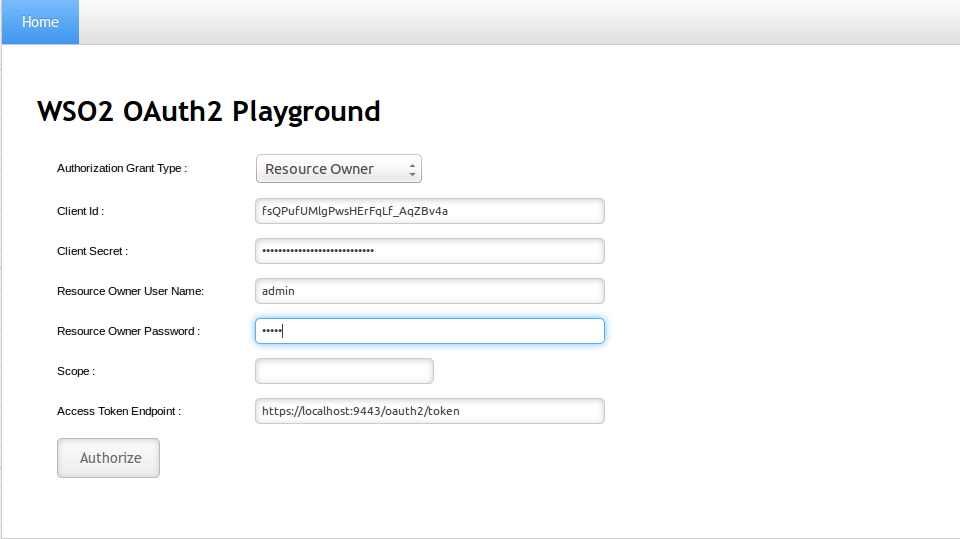 Home
WSO2 OAuth2 Playground
Authorization Grant Type : Resource Owner
Client Id : fsQPufUMlgPwsHErFqLf_AqZBv4a
Client Secret : ••••••••••••••••••••••••••••
Resource Owner User Name: admin
Resource Owner Password : •••••
Scope :
Access Token Endpoint : https://localhost:9443/oauth2/token
Authorize